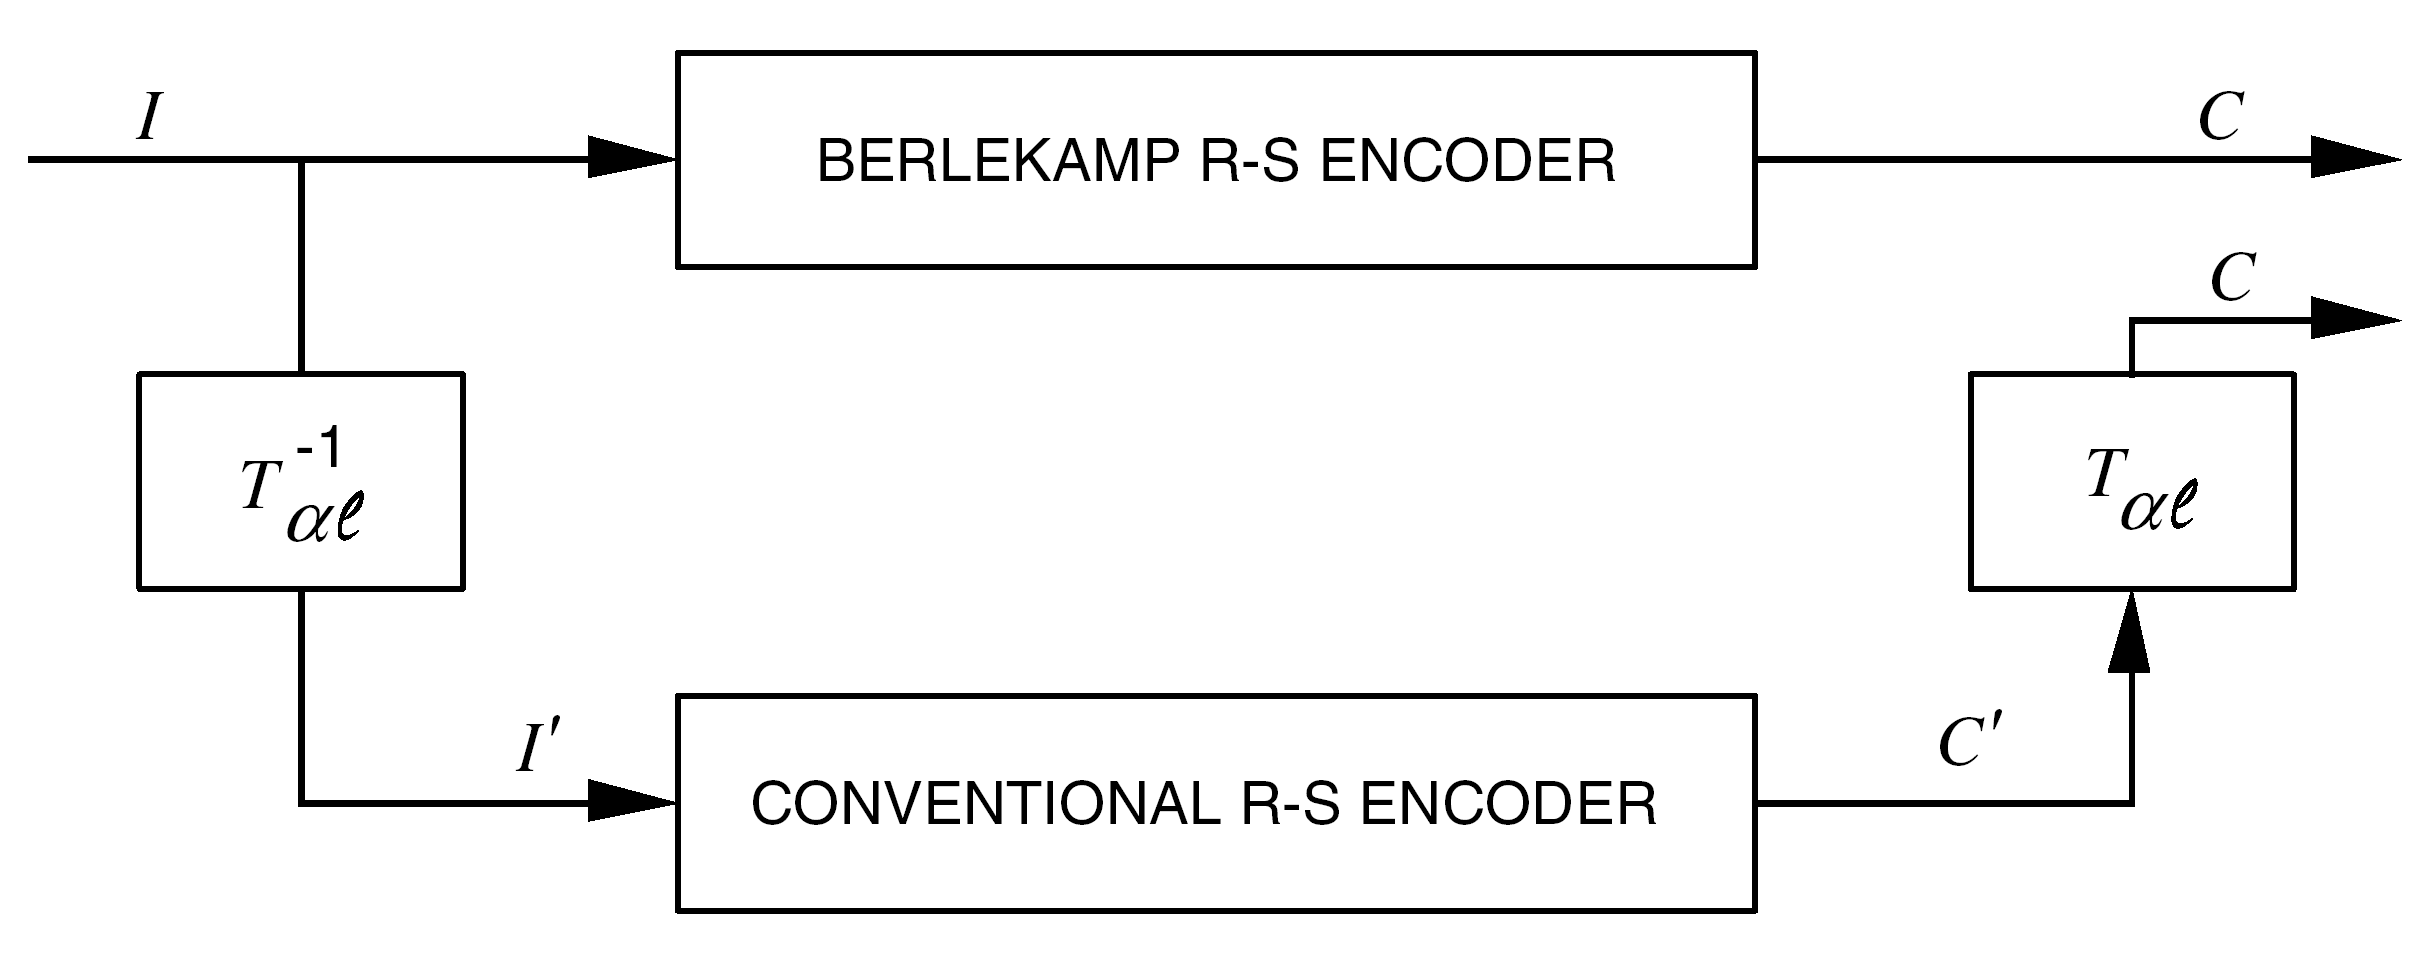 I
BERLEKAMP R-S ENCODER
C
C
T⁻¹αℓ
Tαℓ
I′
CONVENTIONAL R-S ENCODER
C′